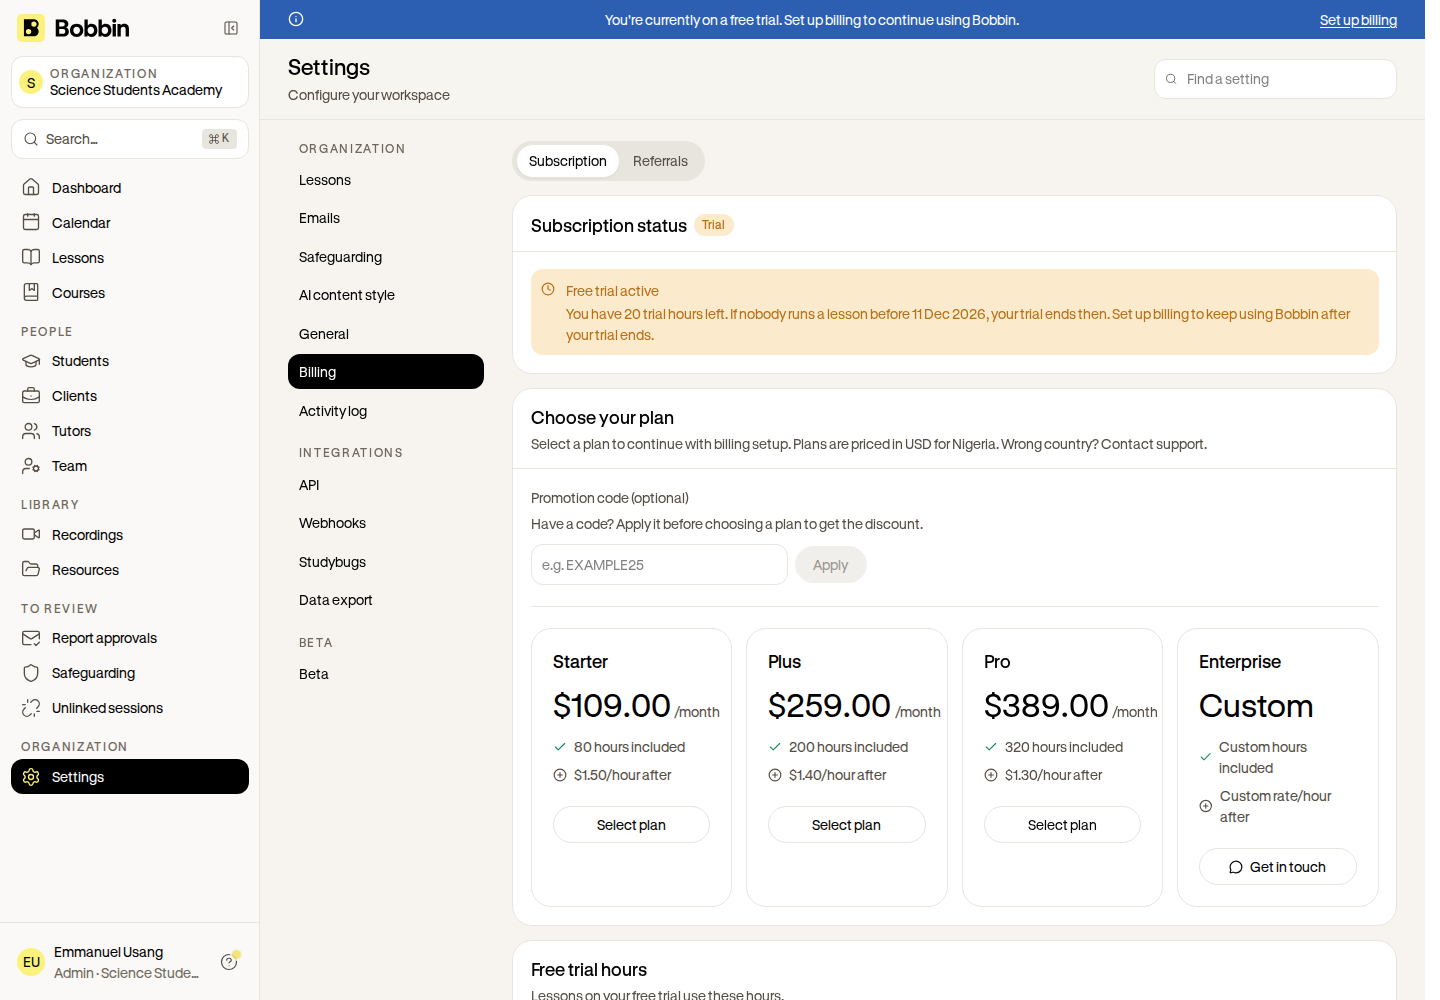 Bobbin
ORGANIZATION
S
Science Students Academy
Search...
⌘ K
Dashboard
Calendar
Lessons
Courses
PEOPLE
Students
Clients
Tutors
Team
LIBRARY
Recordings
Resources
TO REVIEW
Report approvals
Safeguarding
Unlinked sessions
ORGANIZATION
Settings
EU
Emmanuel Usang
Admin · Science Stude...
You're currently on a free trial. Set up billing to continue using Bobbin.
Set up billing
Settings
Configure your workspace
Find a setting
ORGANIZATION
Lessons
Emails
Safeguarding
AI content style
General
Billing
Activity log
INTEGRATIONS
API
Webhooks
Studybugs
Data export
BETA
Beta
Subscription
Referrals
Subscription status
Trial
Free trial active
You have 20 trial hours left. If nobody runs a lesson before 11 Dec 2026, your trial ends then. Set up billing to keep using Bobbin after
your trial ends.
Choose your plan
Select a plan to continue with billing setup. Plans are priced in USD for Nigeria. Wrong country? Contact support.
Promotion code (optional)
Have a code? Apply it before choosing a plan to get the discount.
e.g. EXAMPLE25
Apply
Starter
$109.00 /month
80 hours included
$1.50/hour after
Select plan
Plus
$259.00 /month
200 hours included
$1.40/hour after
Select plan
Pro
$389.00 /month
320 hours included
$1.30/hour after
Select plan
Enterprise
Custom
Custom hours
included
Custom rate/hour
after
Get in touch
Free trial hours
Lessons on your free trial use these hours.